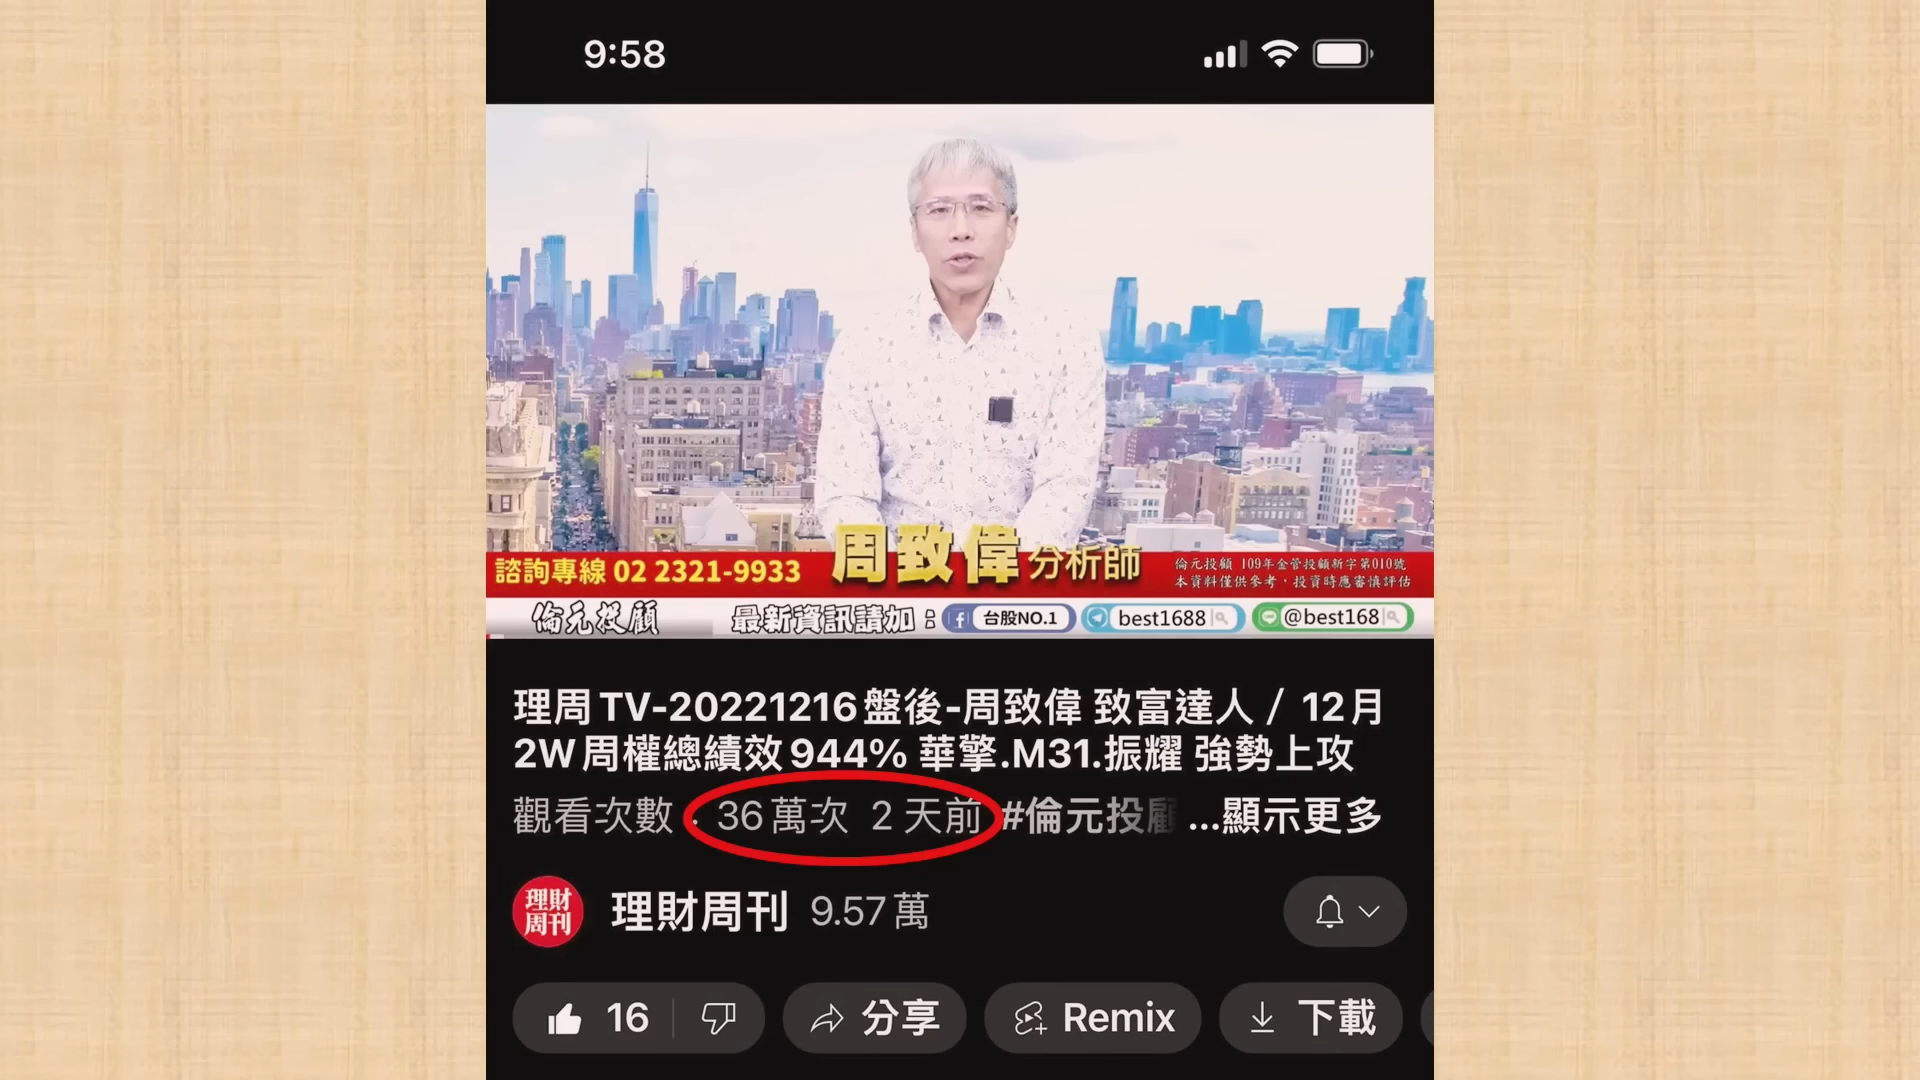 9:58
周致偉 分析師
諮詢專線 02 2321-9933
倫元投顧 109年金管投顧新字第010號
本資料僅供參考，投資時應審慎評估
倫元投顧
最新資訊請加：
台股NO.1
best1688
@best168
理周TV-20221216盤後-周致偉 致富達人 / 12月
2W周權總績效944% 華擎.M31.振耀 強勢上攻
觀看次數：36萬次 2 天前 #倫元投顧 ...顯示更多
理財
周刊
理財周刊 9.57萬
16
分享
Remix
下載